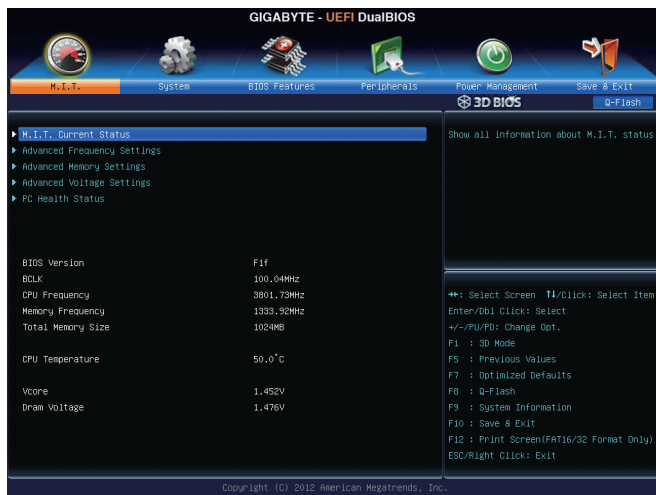 GIGABYTE - UEFI DualBIOS
M.I.T.
System
BIOS Features
Peripherals
Power Management
Save & Exit
3D BIOS
Q-Flash
M.I.T. Current Status
Advanced Frequency Settings
Advanced Memory Settings
Advanced Voltage Settings
PC Health Status
BIOS Version F1f
BCLK 100.04MHz
CPU Frequency 3801.73MHz
Memory Frequency 1333.92MHz
Total Memory Size 1024MB
CPU Temperature 50.0°C
Vcore 1.452V
Dram Voltage 1.476V
Show all information about M.I.T. status
→←: Select Screen ↑↓/Click: Select Item
Enter/Dbl Click: Select
+/-/PU/PD: Change Opt.
F1 : 3D Mode
F5 : Previous Values
F7 : Optimized Defaults
F8 : Q-Flash
F9 : System Information
F10 : Save & Exit
F12 : Print Screen(FAT16/32 Format Only)
ESC/Right Click: Exit
Copyright (C) 2012 American Megatrends, Inc.